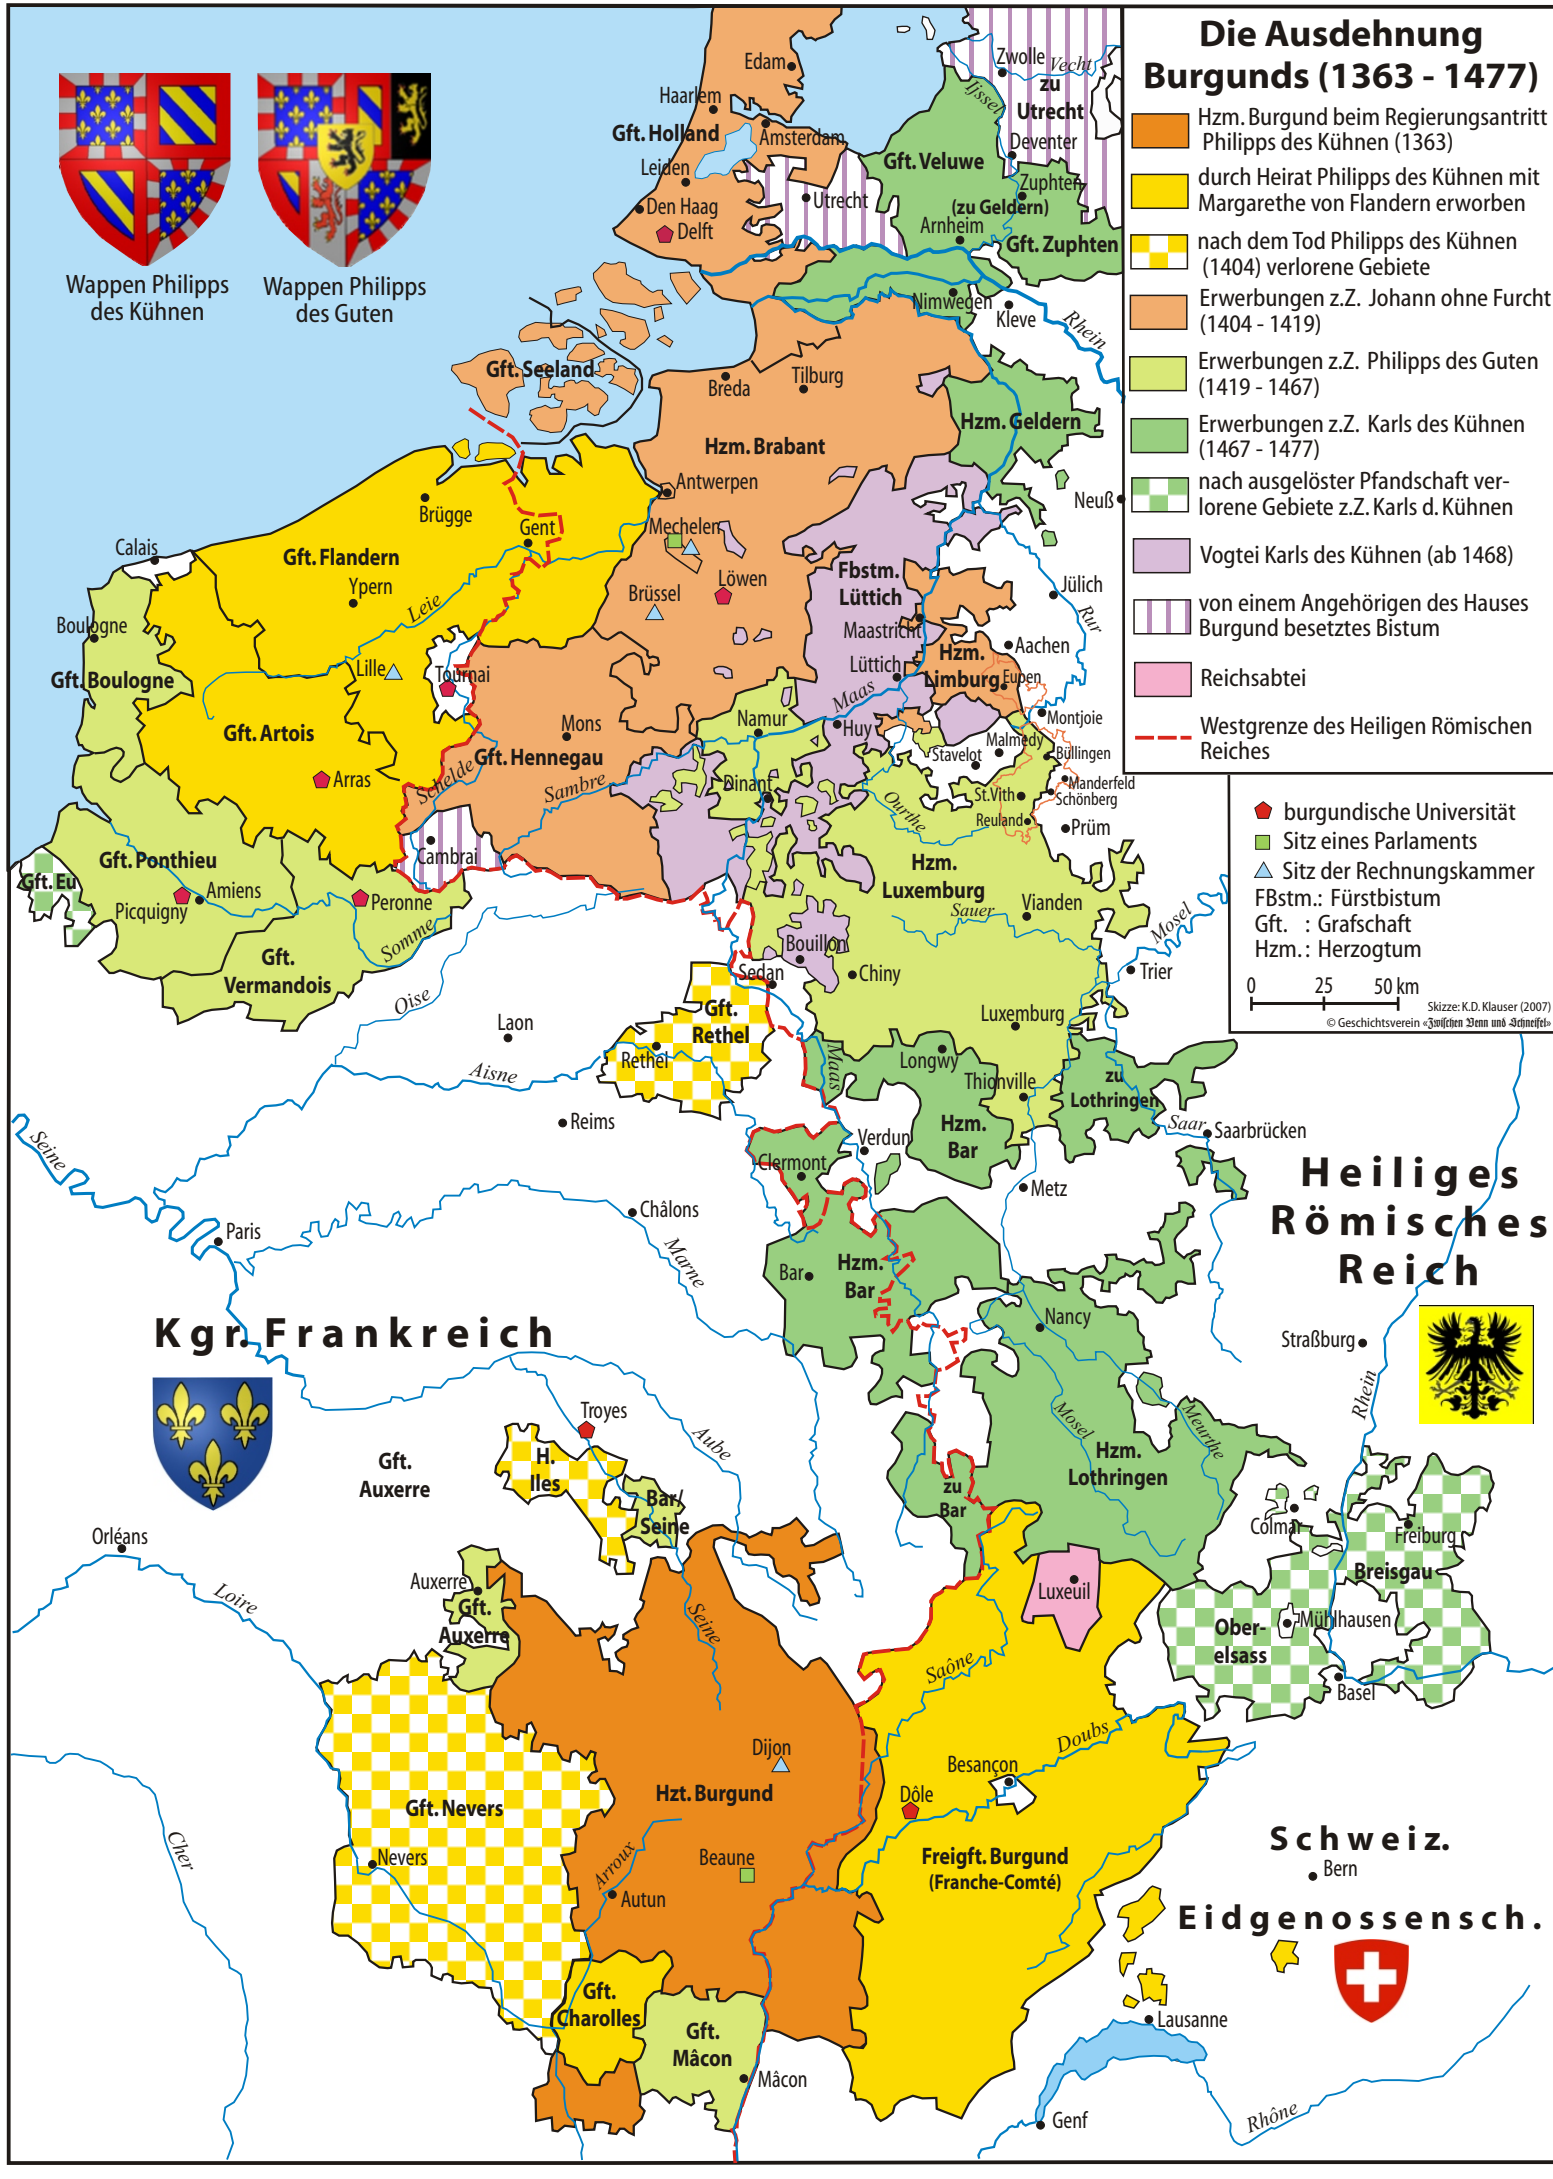 Die Ausdehnung
Burgunds (1363 - 1477)
Hzm. Burgund beim Regierungsantritt
Philipps des Kühnen (1363)
durch Heirat Philipps des Kühnen mit
Margarethe von Flandern erworben
nach dem Tod Philipps des Kühnen
(1404) verlorene Gebiete
Erwerbungen z.Z. Johann ohne Furcht
(1404 - 1419)
Erwerbungen z.Z. Philipps des Guten
(1419 - 1467)
Erwerbungen z.Z. Karls des Kühnen
(1467 - 1477)
nach ausgelöster Pfandschaft ver-
lorene Gebiete z.Z. Karls d. Kühnen
Vogtei Karls des Kühnen (ab 1468)
von einem Angehörigen des Hauses
Burgund besetztes Bistum
Reichsabtei
Westgrenze des Heiligen Römischen
Reiches
burgundische Universität
Sitz eines Parlaments
Sitz der Rechnungskammer
FBstm.: Fürstbistum
Gft. : Grafschaft
Hzm.: Herzogtum
0 25 50 km
Skizze: K.D. Klauser (2007)
© Geschichtsverein «Zwischen Venn und Schneifel»
Wappen Philipps
des Kühnen
Wappen Philipps
des Guten
Edam
Haarlem
Gft. Holland
Amsterdam
Leiden
Den Haag
Delft
Utrecht
Zwolle
Vecht
Ijssel
zu
Utrecht
Deventer
Gft. Veluwe
Zuphten
(zu Geldern)
Arnheim
Gft. Zuphten
Nimwegen
Kleve
Rhein
Gft. Seeland
Breda
Tilburg
Hzm. Geldern
Hzm. Brabant
Antwerpen
Neuß
Brügge
Gent
Mechelen
Calais
Gft. Flandern
Ypern
Leie
Löwen
Brüssel
Fbstm.
Lüttich
Jülich
Rur
Boulogne
Maastricht
Aachen
Gft. Boulogne
Lille
Tournai
Lüttich
Hzm.
Limburg
Eupen
Maas
Gft. Artois
Mons
Namur
Huy
Montjoie
Gft. Hennegau
Stavelot
Malmedy
Büllingen
Arras
Schelde
Sambre
Dinant
Ourthe
Manderfeld
St.Vith
Schönberg
Reuland
Prüm
Cambrai
Gft. Ponthieu
Gft. Eu
Amiens
Picquigny
Peronne
Hzm.
Luxemburg
Sauer
Vianden
Mosel
Somme
Gft.
Vermandois
Bouillon
Sedan
Chiny
Trier
Oise
Laon
Gft.
Rethel
Rethel
Aisne
Luxemburg
Longwy
Maas
Thionville
zu
Lothringen
Reims
Hzm.
Bar
Verdun
Saar
Saarbrücken
Clermont
Seine
Metz
Heiliges
Römisches
Reich
Châlons
Paris
Marne
Bar
Hzm.
Bar
Nancy
Kgr. Frankreich
Straßburg
Rhein
Troyes
Aube
Mosel
Meurthe
Gft.
Auxerre
H.
Iles
Bar/
Seine
Hzm.
Lothringen
zu
Bar
Colmar
Freiburg
Breisgau
Orléans
Loire
Auxerre
Gft.
Auxerre
Seine
Luxeuil
Ober-
elsass
Mühlhausen
Basel
Saône
Doubs
Dijon
Besançon
Hzt. Burgund
Dôle
Gft. Nevers
Cher
Nevers
Arroux
Beaune
Autun
Freigft. Burgund
(Franche-Comté)
Schweiz.
Bern
Eidgenossensch.
Gft.
Charolles
Gft.
Mâcon
Mâcon
Lausanne
Genf
Rhône